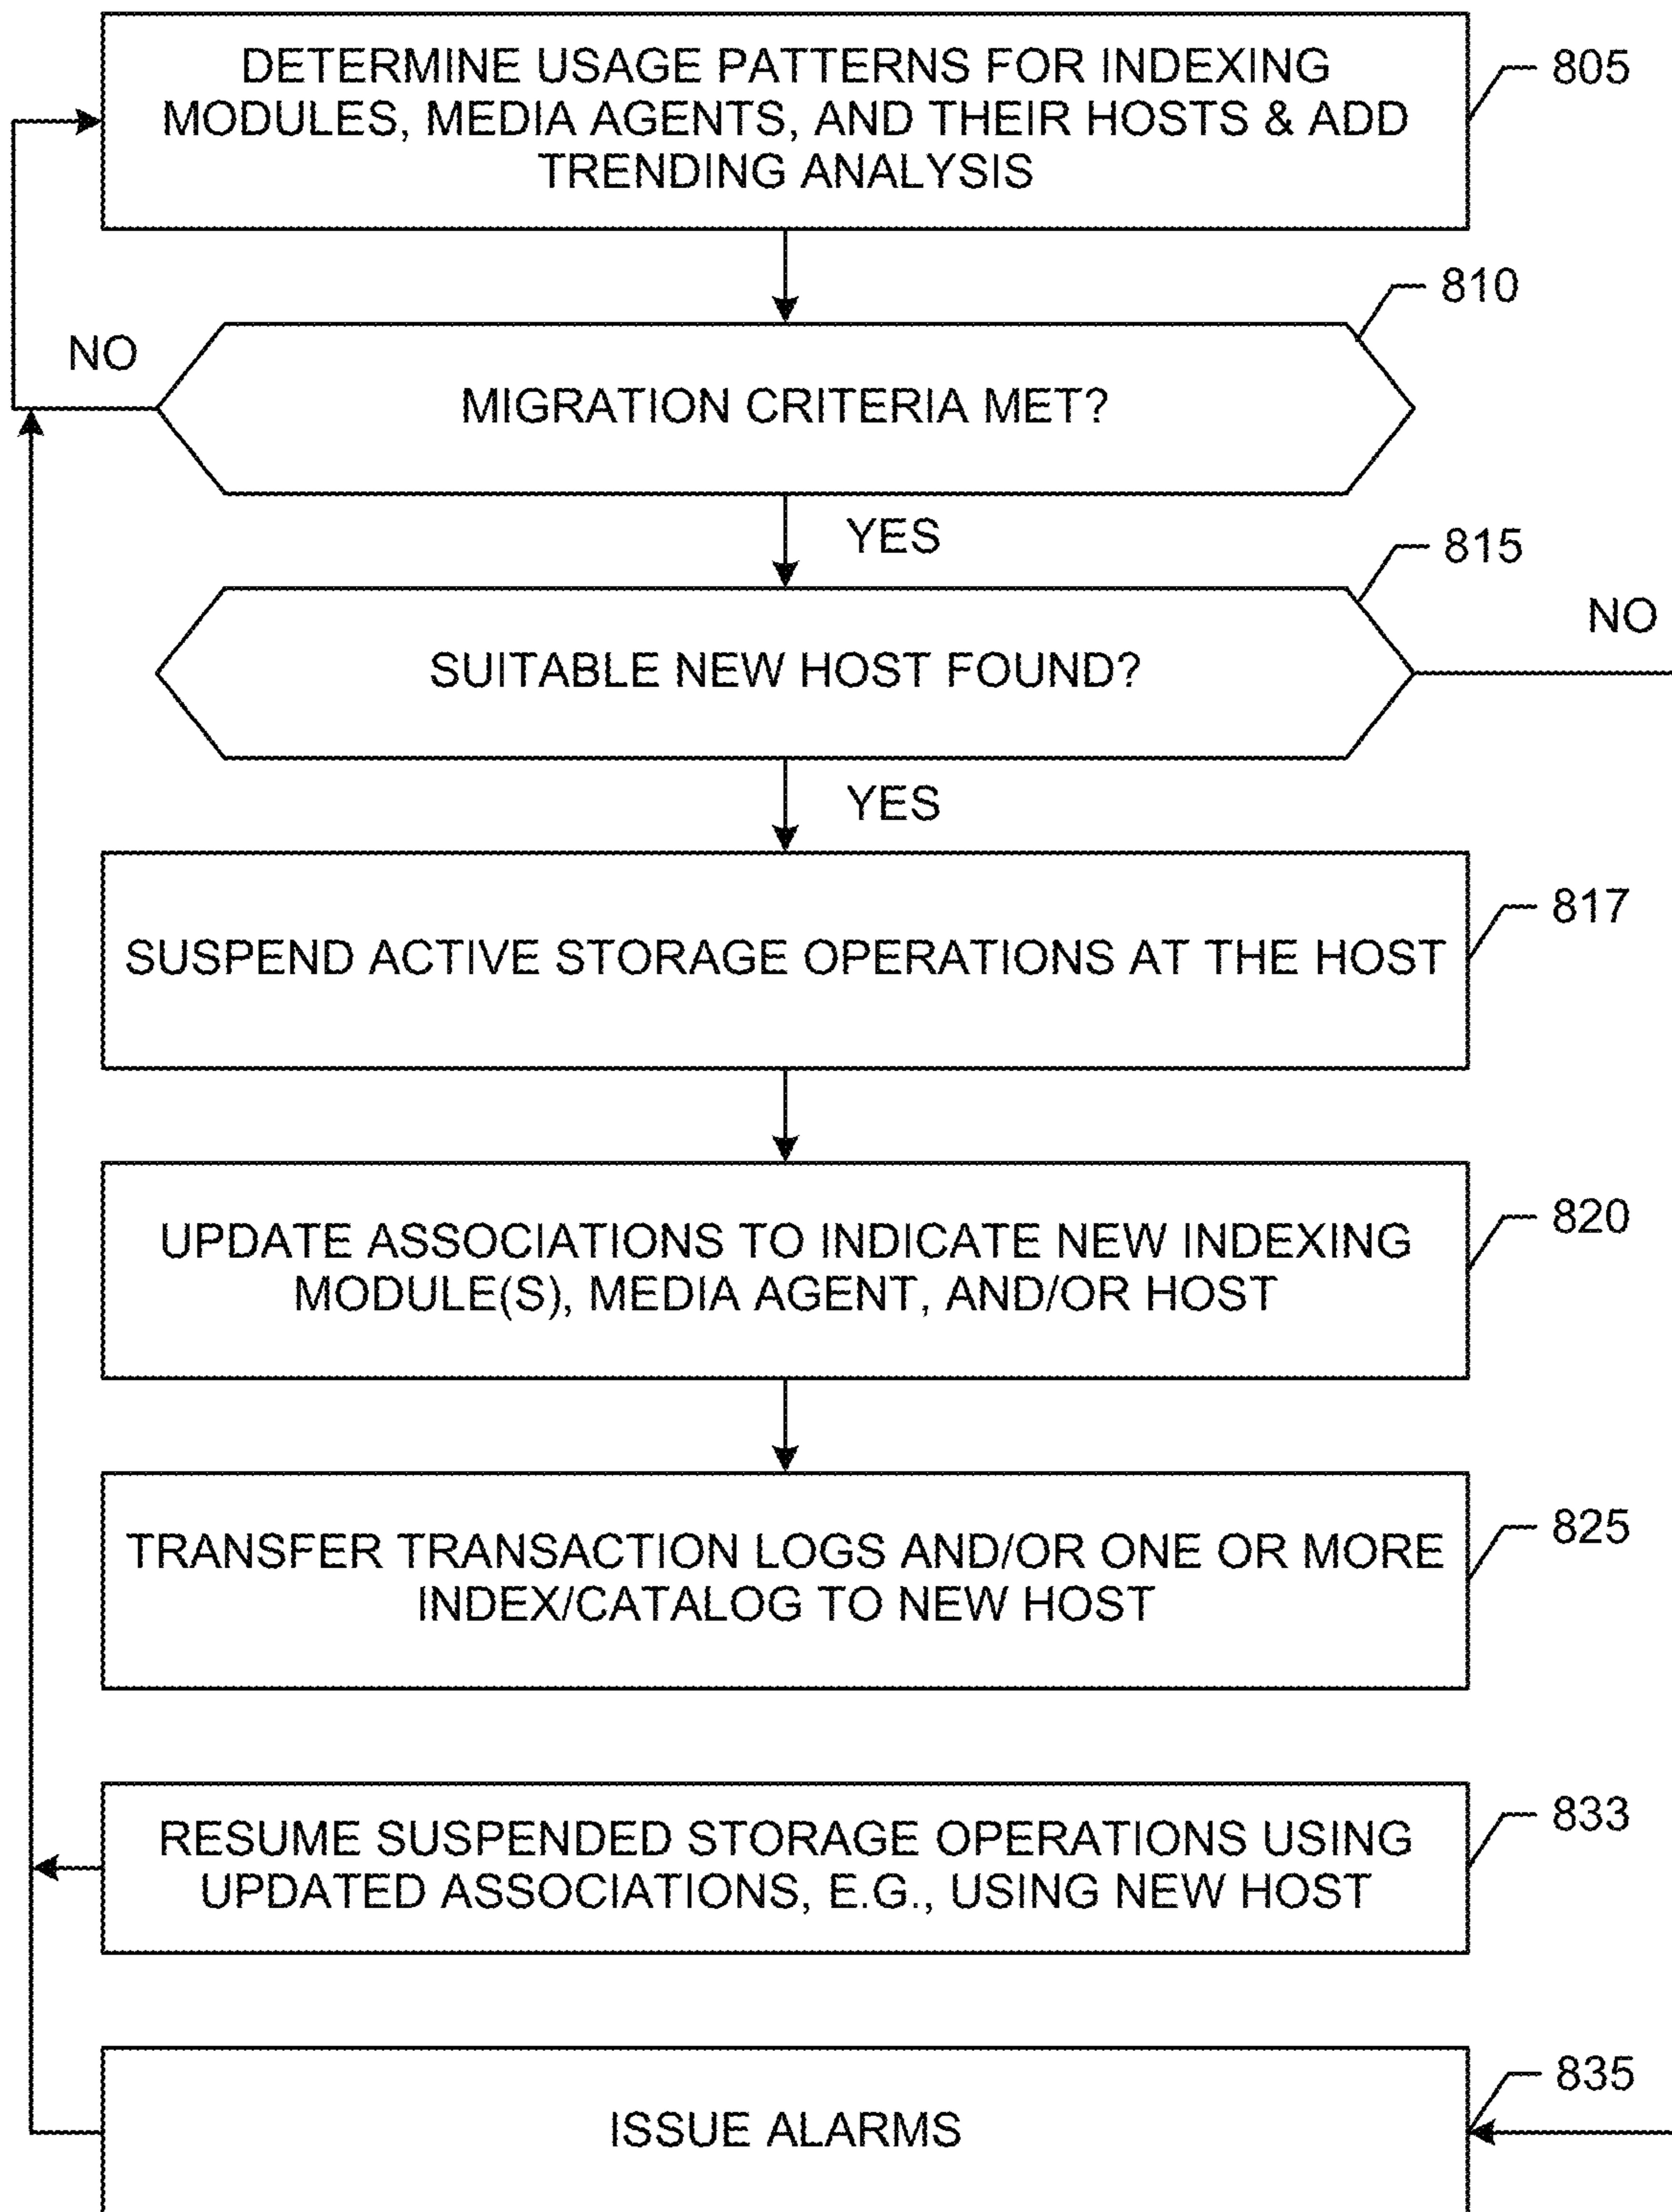 DETERMINE USAGE PATTERNS FOR INDEXING
MODULES, MEDIA AGENTS, AND THEIR HOSTS & ADD
TRENDING ANALYSIS
805
810
NO
MIGRATION CRITERIA MET?
YES
815
NO
SUITABLE NEW HOST FOUND?
YES
817
SUSPEND ACTIVE STORAGE OPERATIONS AT THE HOST
820
UPDATE ASSOCIATIONS TO INDICATE NEW INDEXING
MODULE(S), MEDIA AGENT, AND/OR HOST
825
TRANSFER TRANSACTION LOGS AND/OR ONE OR MORE
INDEX/CATALOG TO NEW HOST
833
RESUME SUSPENDED STORAGE OPERATIONS USING
UPDATED ASSOCIATIONS, E.G., USING NEW HOST
835
ISSUE ALARMS